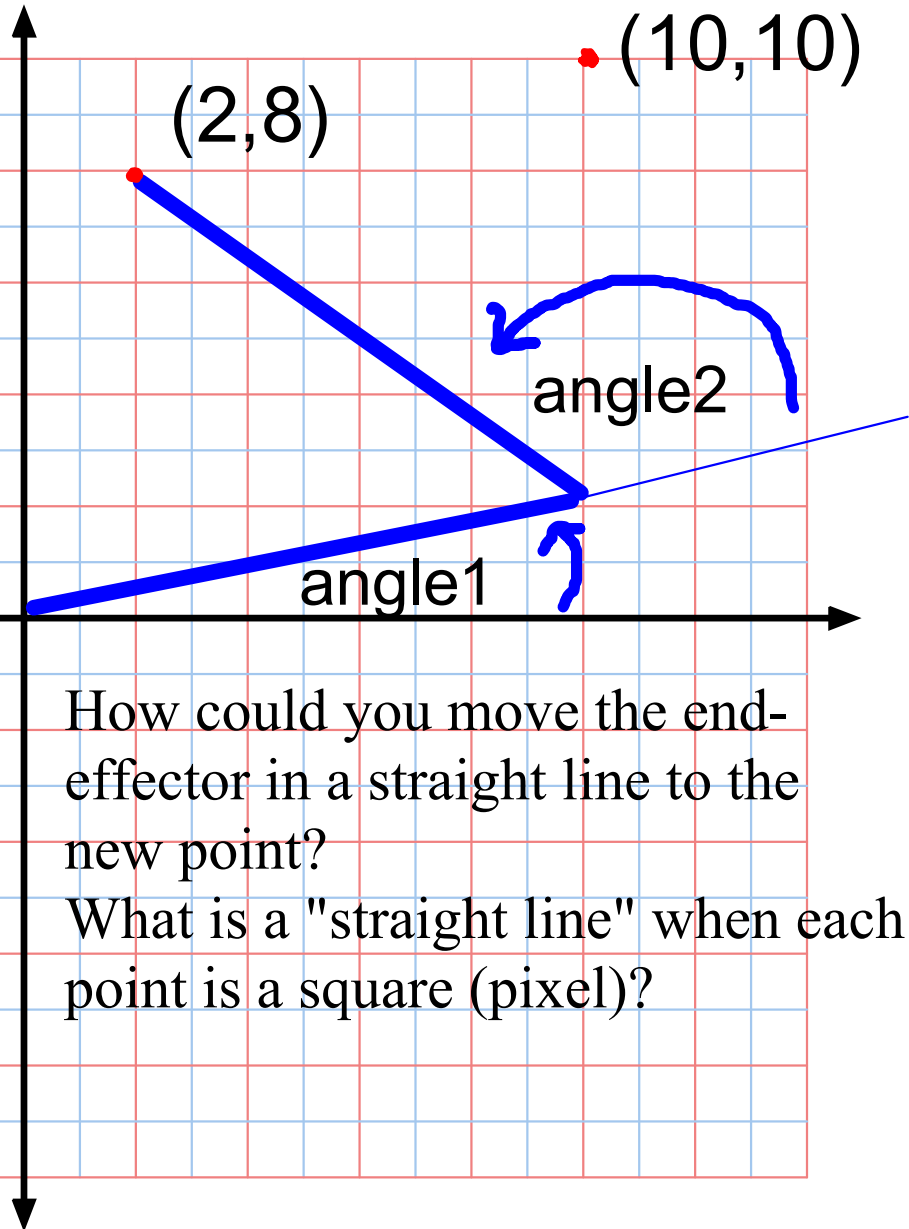 (10,10)
(2,8)
angle2
angle1
How could you move the end-
effector in a straight line to the
new point?
What is a "straight line" when each
point is a square (pixel)?